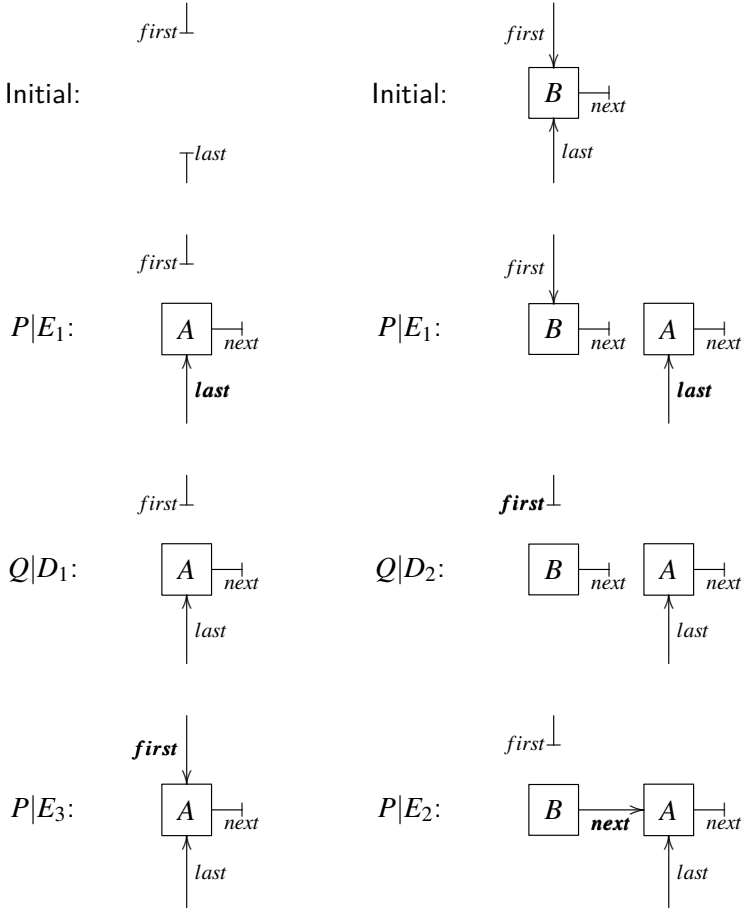 first
Initial:
last
first
Initial:
B
next
last
first
P|E₁:
A
next
last
first
P|E₁:
B
next
A
next
last
first
Q|D₁:
A
next
last
first
Q|D₂:
B
next
A
next
last
first
P|E₃:
A
next
last
first
P|E₂:
B
next
A
next
last